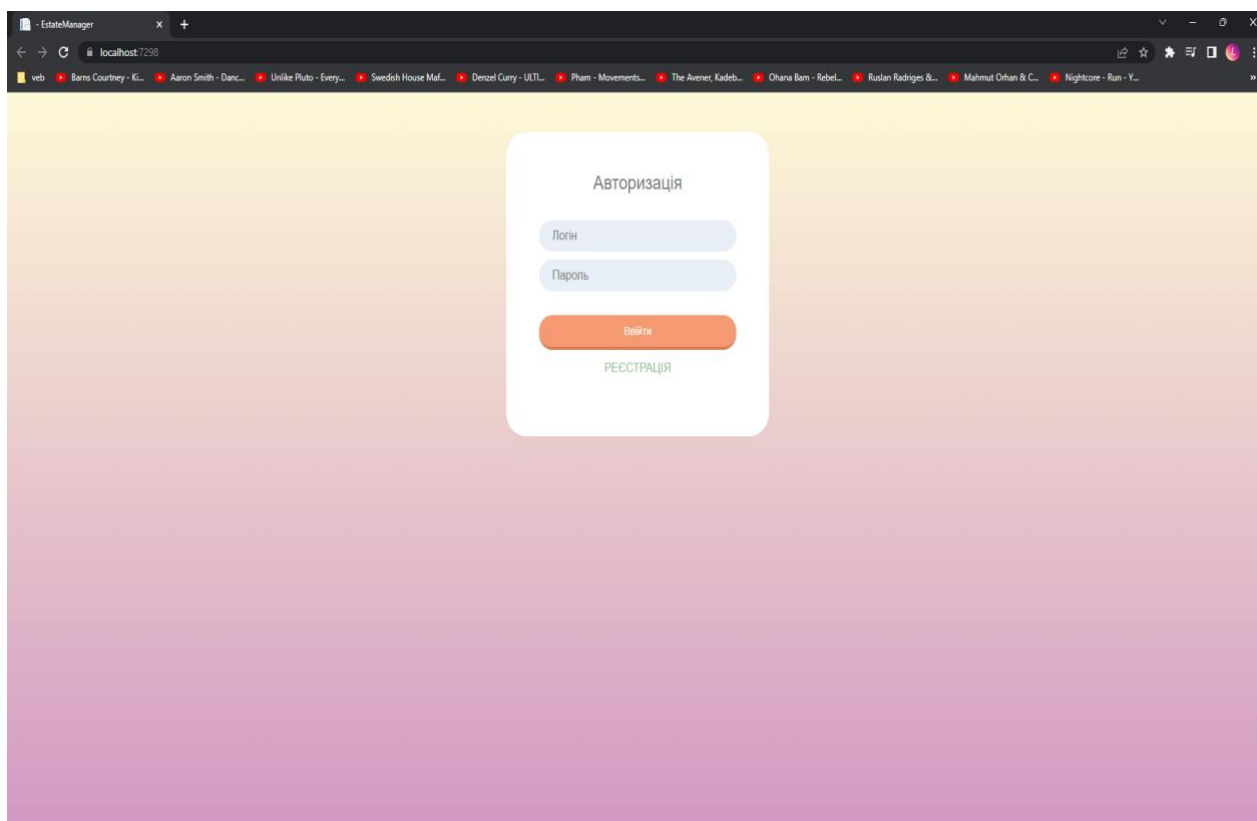 - EstateManager
localhost:7298
veb Barns Courtney - Ki... Aaron Smith - Danc... Unlike Pluto - Every... Swedish House Maf... Denzel Curry - ULTI... Pham - Movements... The Avener, Kadeb... Ohana Bam - Rebel... Ruslan Radriges &... Mahmut Orhan & C... Nightcore - Run - Y...
Авторизація
Логін
Пароль
Ввійти
РЕЄСТРАЦІЯ